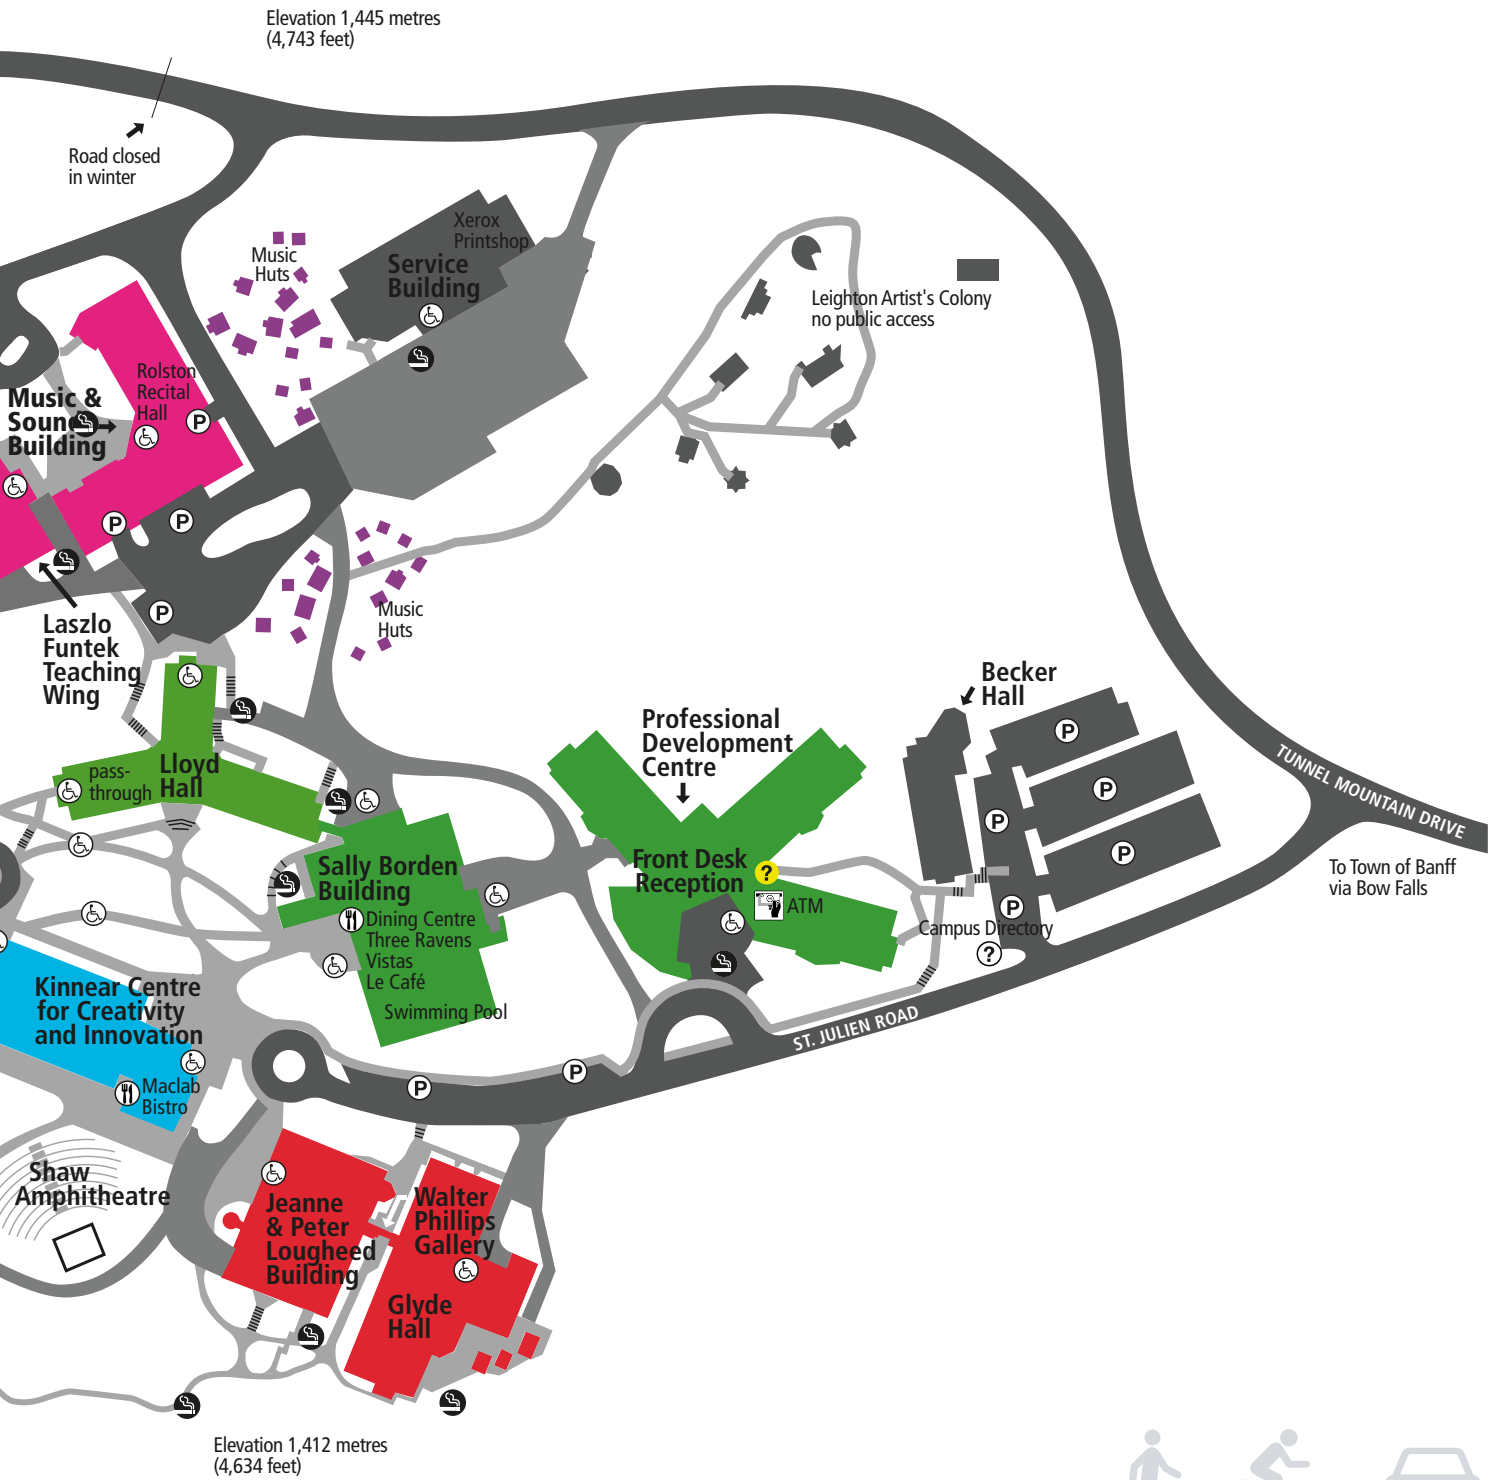 Elevation 1,445 metres
(4,743 feet)
Road closed
in winter
Xerox
Printshop
Music
Huts
Service
Building
Leighton Artist's Colony
no public access
Rolston
Recital
Hall
P
Music &
Sound
Building
P
P
P
Laszlo
Funtek
Teaching
Wing
Music
Huts
Becker
Hall
Professional
Development
Centre
P
P
P
P
P
TUNNEL MOUNTAIN DRIVE
To Town of Banff
via Bow Falls
pass-
through
Lloyd
Hall
Sally Borden
Building
Dining Centre
Three Ravens
Vistas
Le Café
Swimming Pool
Front Desk
Reception
?
ATM
Campus Directory
?
ST. JULIEN ROAD
Kinnear Centre
for Creativity
and Innovation
Maclab
Bistro
P
P
Shaw
Amphitheatre
Jeanne
& Peter
Lougheed
Building
Walter
Phillips
Gallery
Glyde
Hall
Elevation 1,412 metres
(4,634 feet)